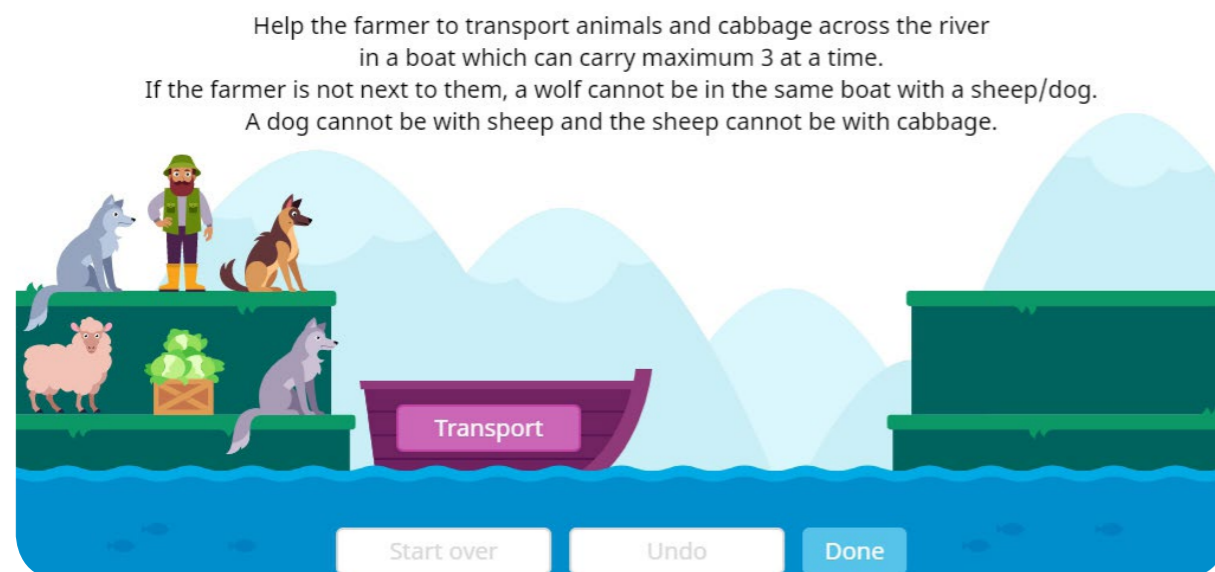 Help the farmer to transport animals and cabbage across the river
in a boat which can carry maximum 3 at a time.
If the farmer is not next to them, a wolf cannot be in the same boat with a sheep/dog.
A dog cannot be with sheep and the sheep cannot be with cabbage.
Transport
Start over
Undo
Done